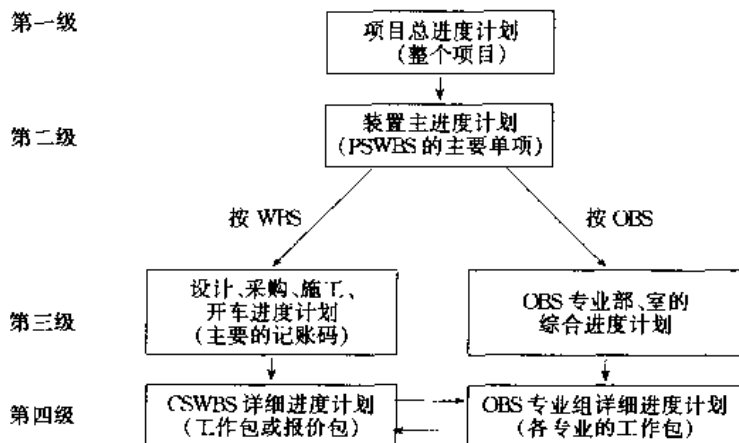 第一级
项目总进度计划
(整个项目)
第二级
装置主进度计划
(PSWBS 的主要单项)
按 WBS
按 OBS
第三级
设计、采购、施工、
开车进度计划
(主要的记账码)
OBS 专业部、室的
综合进度计划
第四级
CSWBS 详细进度计划
(工作包或报价包)
OBS 专业组详细进度计划
(各专业的工作包)